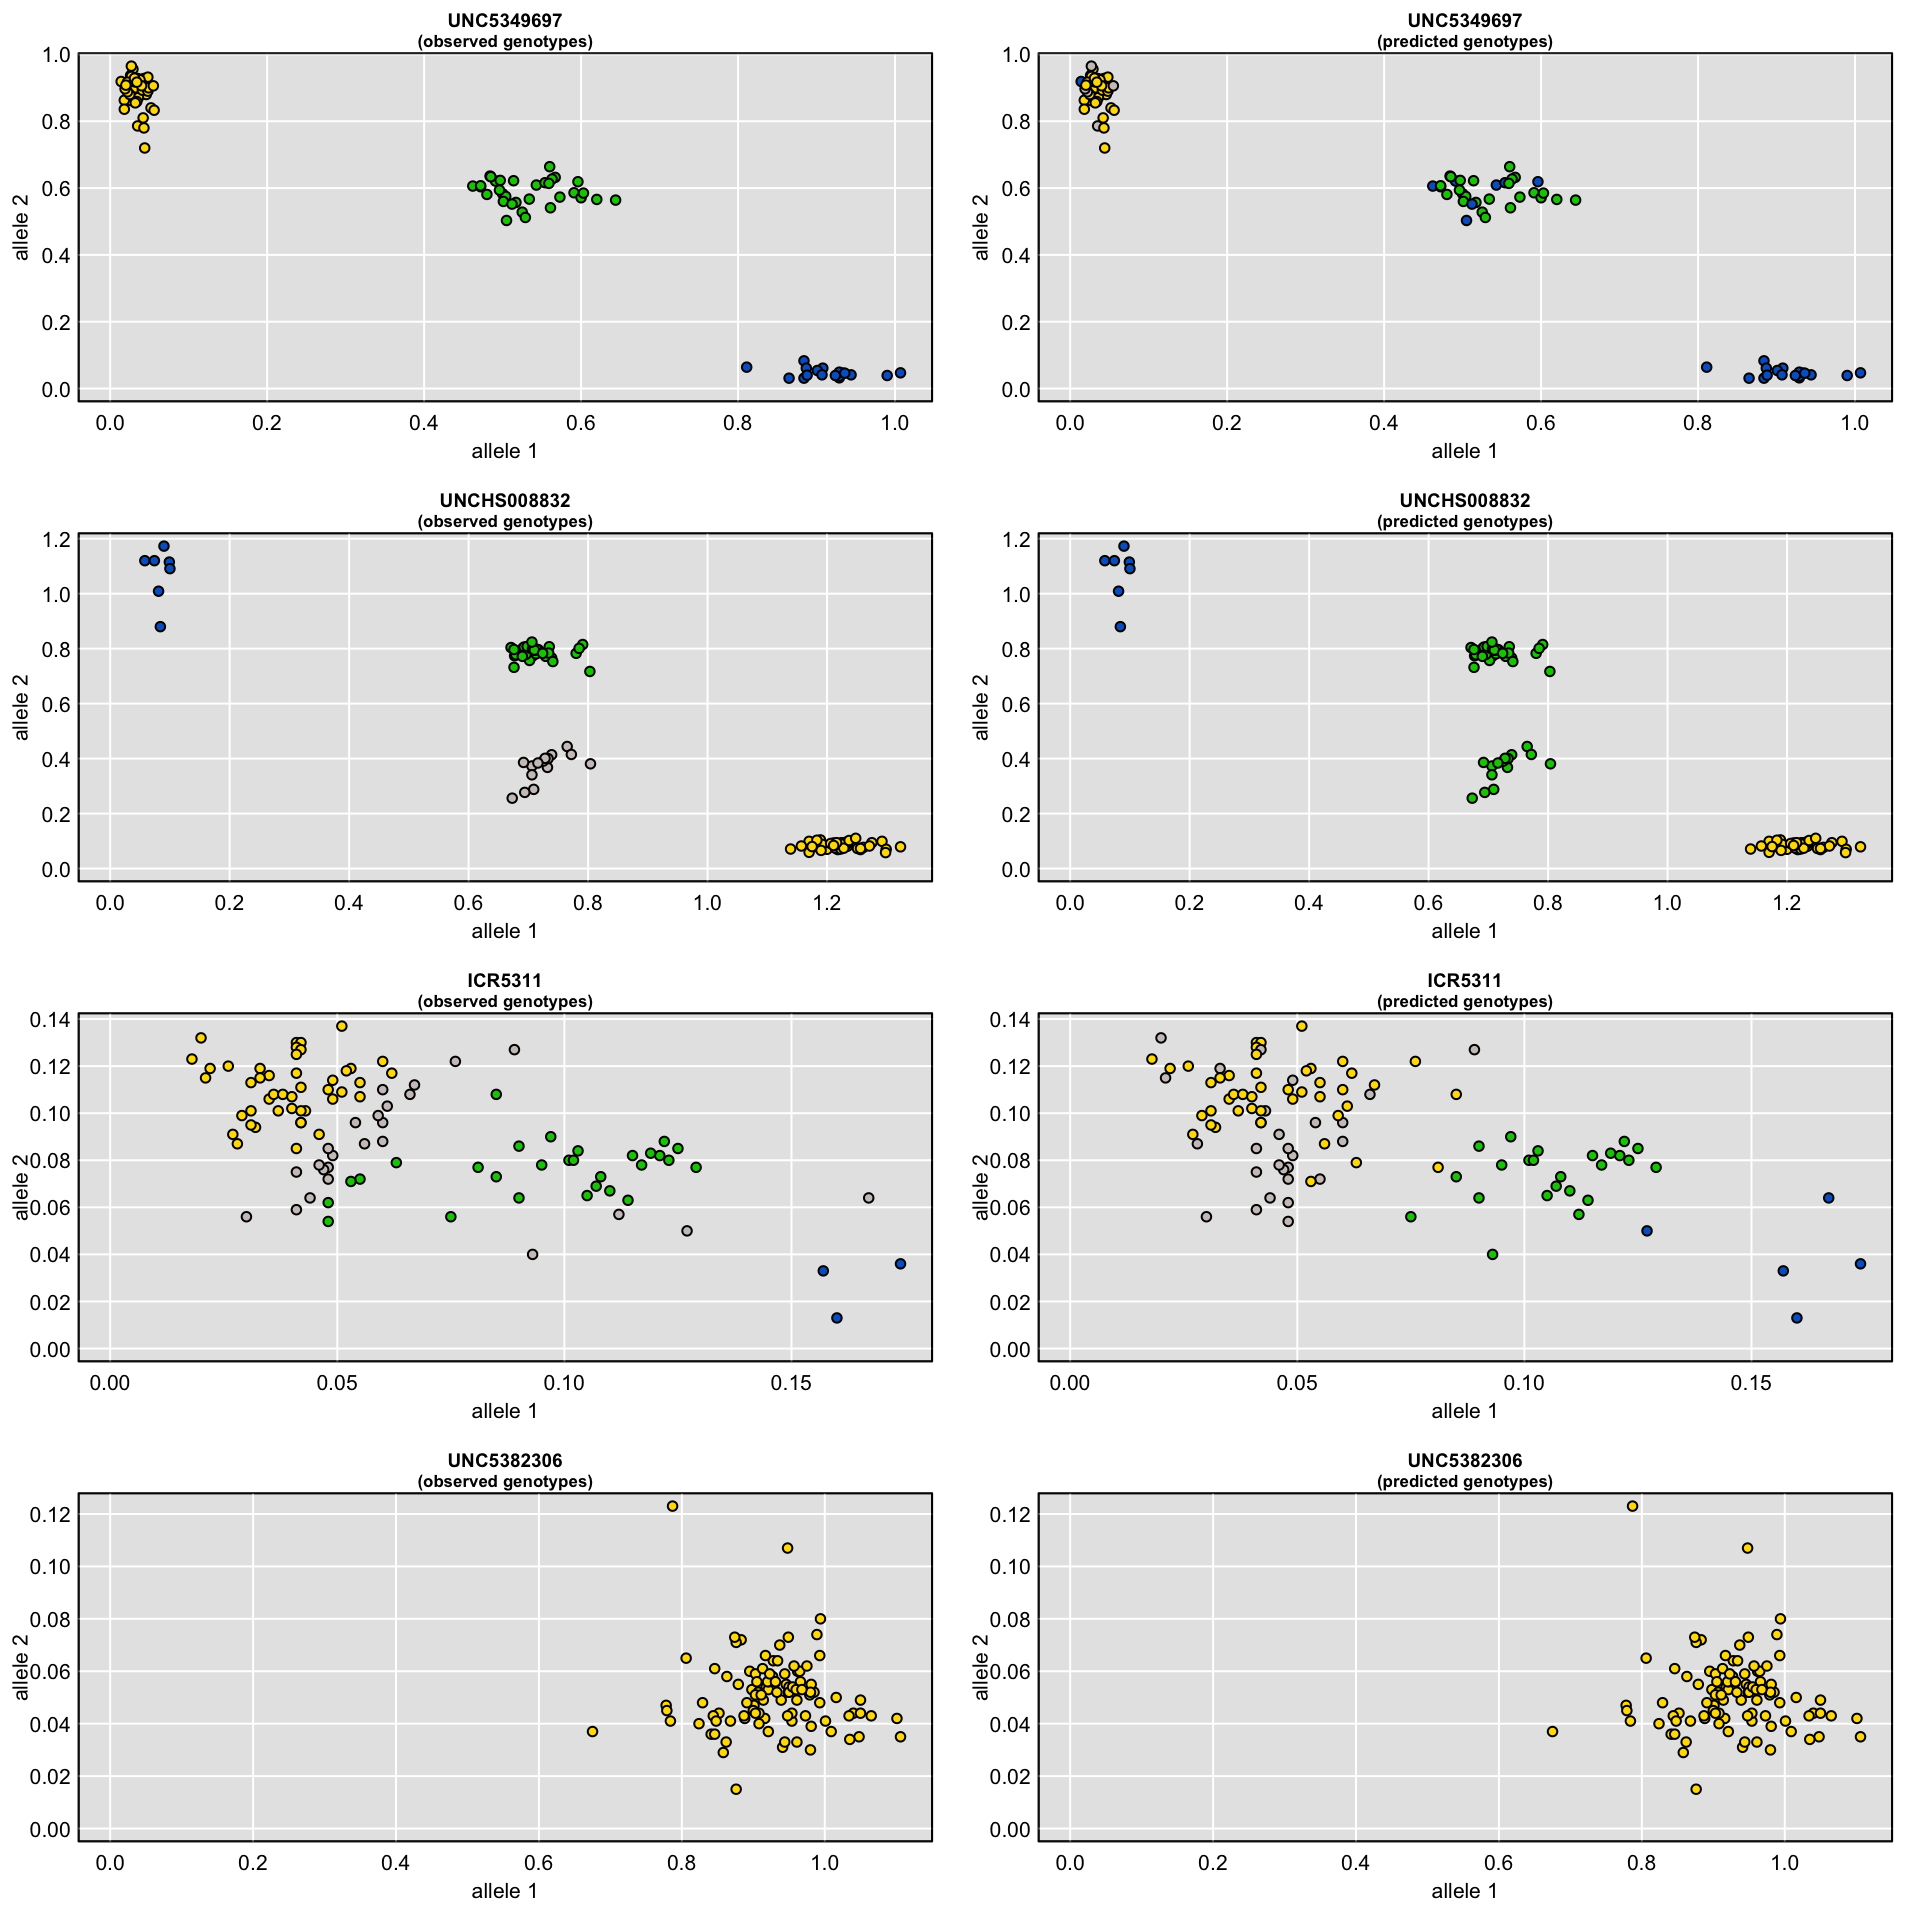 UNC5349697
(observed genotypes)
1.0
0.8
0.6
0.4
0.2
0.0
allele 2
0.0 0.2 0.4 0.6 0.8 1.0
allele 1
UNC5349697
(predicted genotypes)
1.0
0.8
0.6
0.4
0.2
0.0
allele 2
0.0 0.2 0.4 0.6 0.8 1.0
allele 1
UNCHS008832
(observed genotypes)
1.2
1.0
0.8
0.6
0.4
0.2
0.0
allele 2
0.0 0.2 0.4 0.6 0.8 1.0 1.2
allele 1
UNCHS008832
(predicted genotypes)
1.2
1.0
0.8
0.6
0.4
0.2
0.0
allele 2
0.0 0.2 0.4 0.6 0.8 1.0 1.2
allele 1
ICR5311
(observed genotypes)
0.14
0.12
0.10
0.08
0.06
0.04
0.02
0.00
allele 2
0.00 0.05 0.10 0.15
allele 1
ICR5311
(predicted genotypes)
0.14
0.12
0.10
0.08
0.06
0.04
0.02
0.00
allele 2
0.00 0.05 0.10 0.15
allele 1
UNC5382306
(observed genotypes)
0.12
0.10
0.08
0.06
0.04
0.02
0.00
allele 2
0.0 0.2 0.4 0.6 0.8 1.0
allele 1
UNC5382306
(predicted genotypes)
0.12
0.10
0.08
0.06
0.04
0.02
0.00
allele 2
0.0 0.2 0.4 0.6 0.8 1.0
allele 1